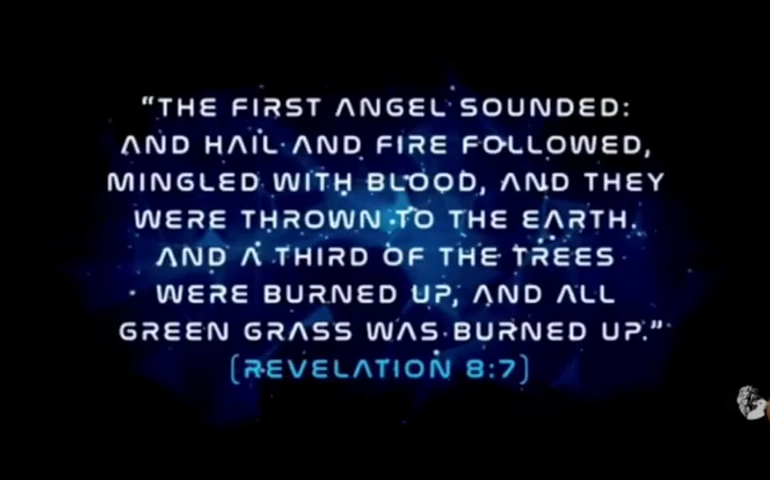 “THE FIRST ANGEL SOUNDED:
AND HAIL AND FIRE FOLLOWED,
MINGLED WITH BLOOD, AND THEY
WERE THROWN TO THE EARTH.
AND A THIRD OF THE TREES
WERE BURNED UP, AND ALL
GREEN GRASS WAS BURNED UP.”
(REVELATION 8:7)